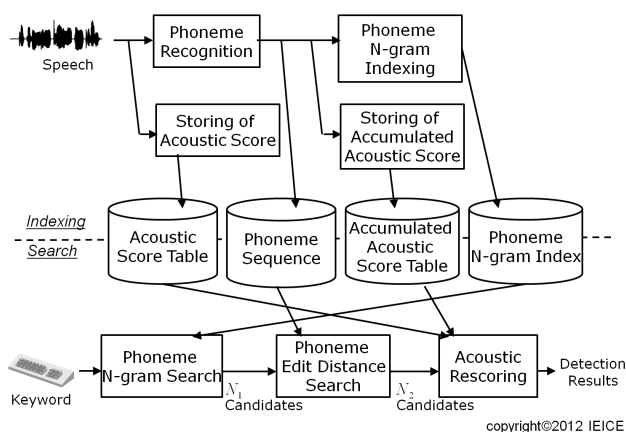 Speech
Phoneme
Recognition
Phoneme
N-gram
Indexing
Storing of
Acoustic Score
Storing of
Accumulated
Acoustic Score
Indexing
Search
Acoustic
Score Table
Phoneme
Sequence
Accumulated
Acoustic
Score Table
Phoneme
N-gram Index
Keyword
Phoneme
N-gram Search
N1
Candidates
Phoneme
Edit Distance
Search
N2
Candidates
Acoustic
Rescoring
Detection
Results
copyright©2012 IEICE